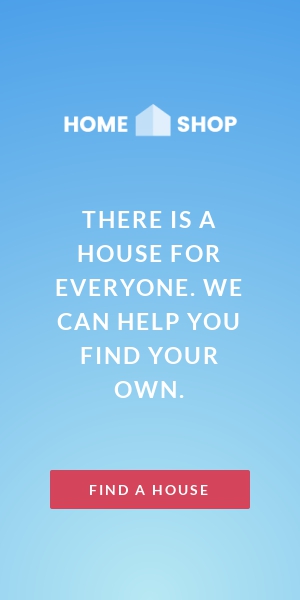 HOME SHOP
THERE IS A
HOUSE FOR
EVERYONE. WE
CAN HELP YOU
FIND YOUR
OWN.
FIND A HOUSE